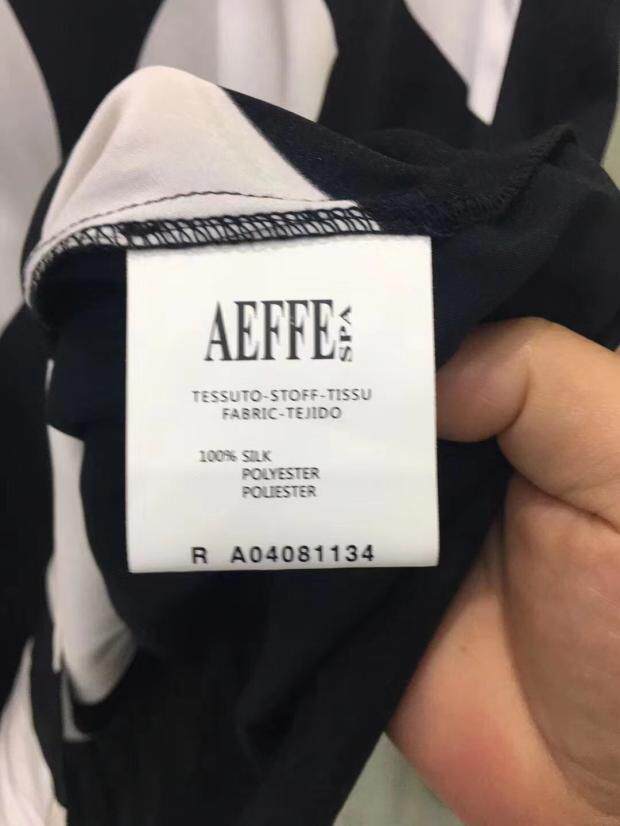 AEFFE SPA
TESSUTO-STOFF-TISSU
FABRIC-TEJIDO
100% SILK
POLYESTER
POLIESTER
R A04081134